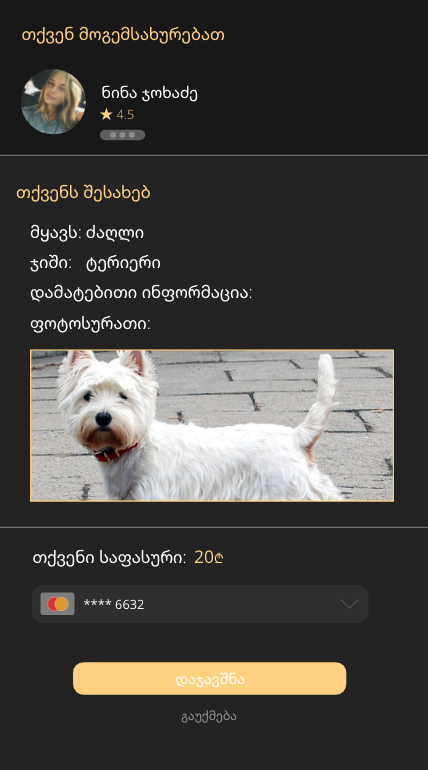 თქვენ მოგემსახურებათ
ნინა ჯოხაძე
★ 4.5
თქვენს შესახებ
მყავს: ძაღლი
ჯიში: ტერიერი
დამატებითი ინფორმაცია:
ფოტოსურათი:
თქვენი საფასური: 20₾
**** 6632
დაჯავშნა
გაუქმება